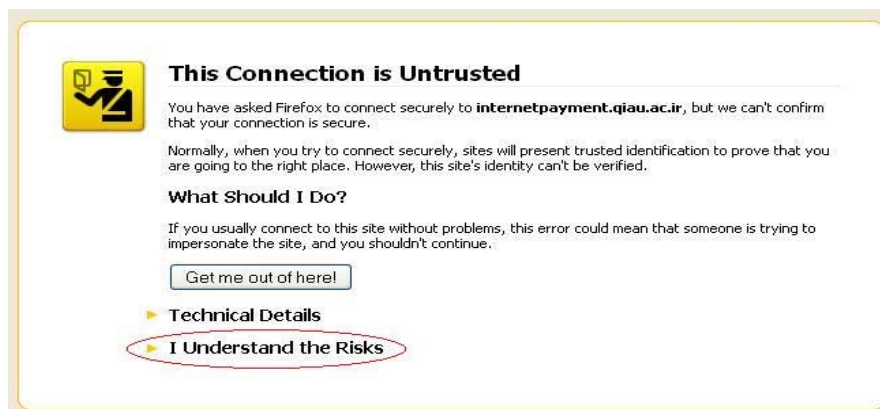 This Connection is Untrusted
You have asked Firefox to connect securely to internetpayment.qiau.ac.ir, but we can't confirm
that your connection is secure.
Normally, when you try to connect securely, sites will present trusted identification to prove that you
are going to the right place. However, this site's identity can't be verified.
What Should I Do?
If you usually connect to this site without problems, this error could mean that someone is trying to
impersonate the site, and you shouldn't continue.
Get me out of here!
Technical Details
I Understand the Risks